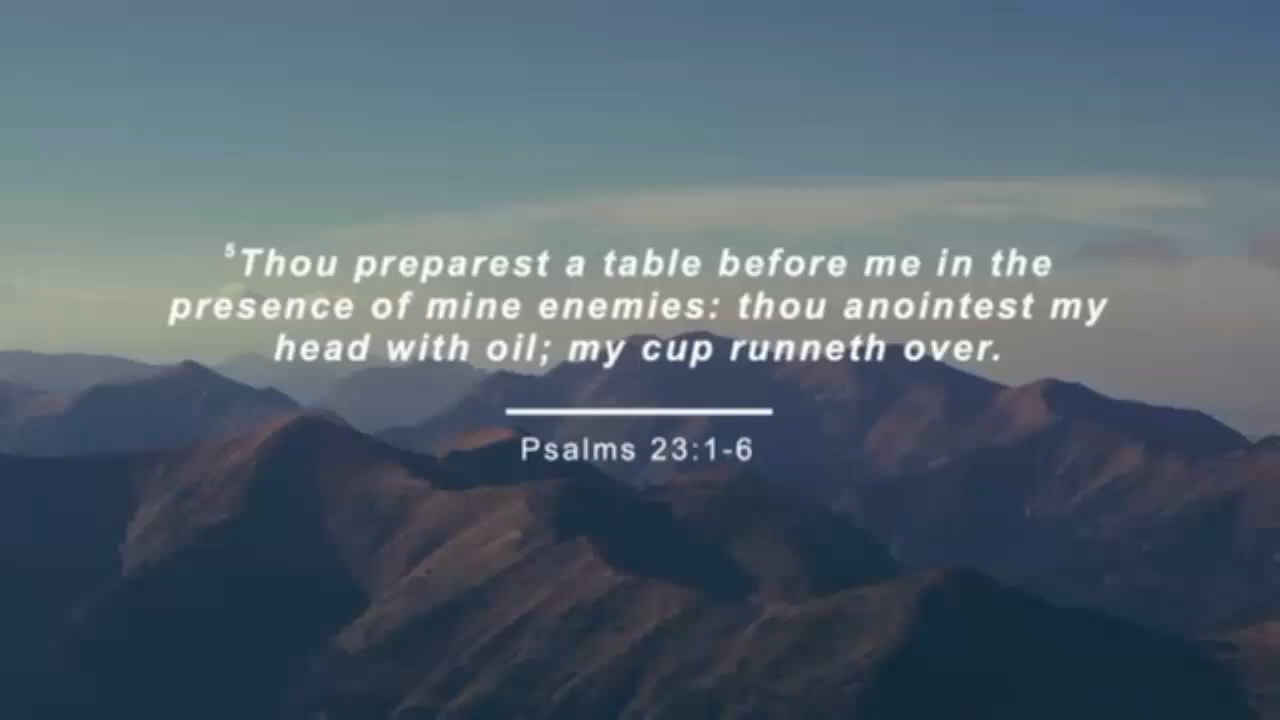 ⁵Thou preparest a table before me in the
presence of mine enemies: thou anointest my
head with oil; my cup runneth over.
Psalms 23:1-6